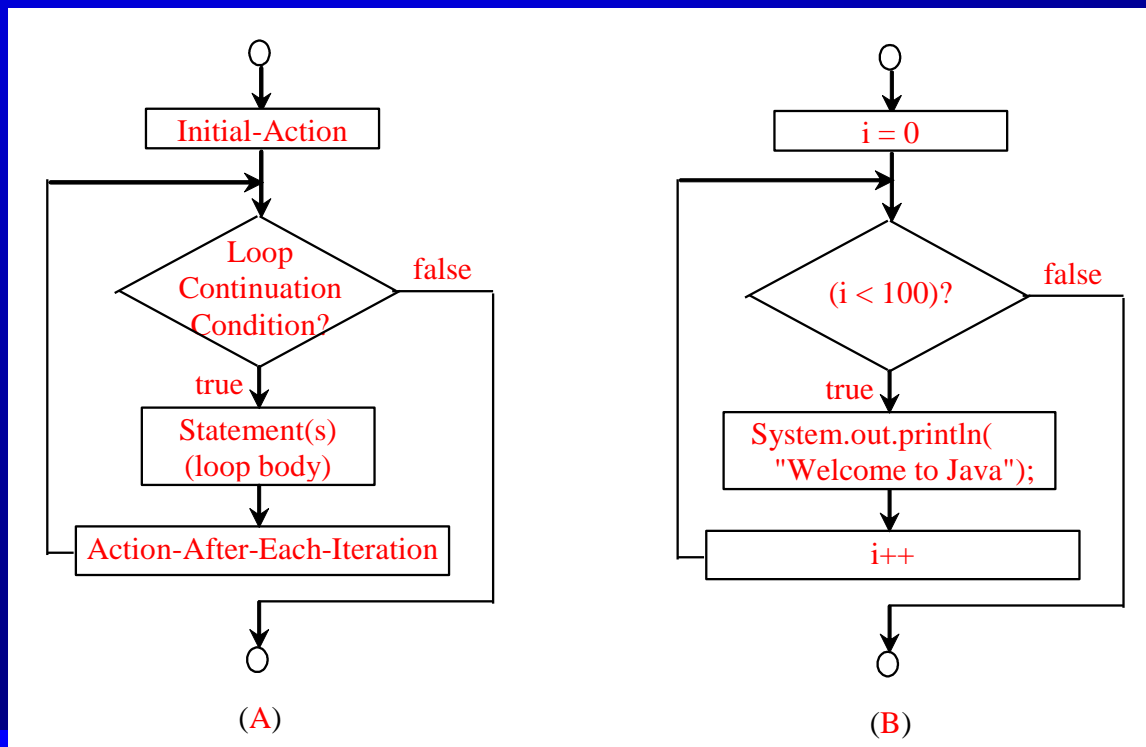 Initial-Action
Loop
Continuation
Condition?
false
true
Statement(s)
(loop body)
Action-After-Each-Iteration
(A)
i = 0
(i < 100)?
false
true
System.out.println(
"Welcome to Java");
i++
(B)